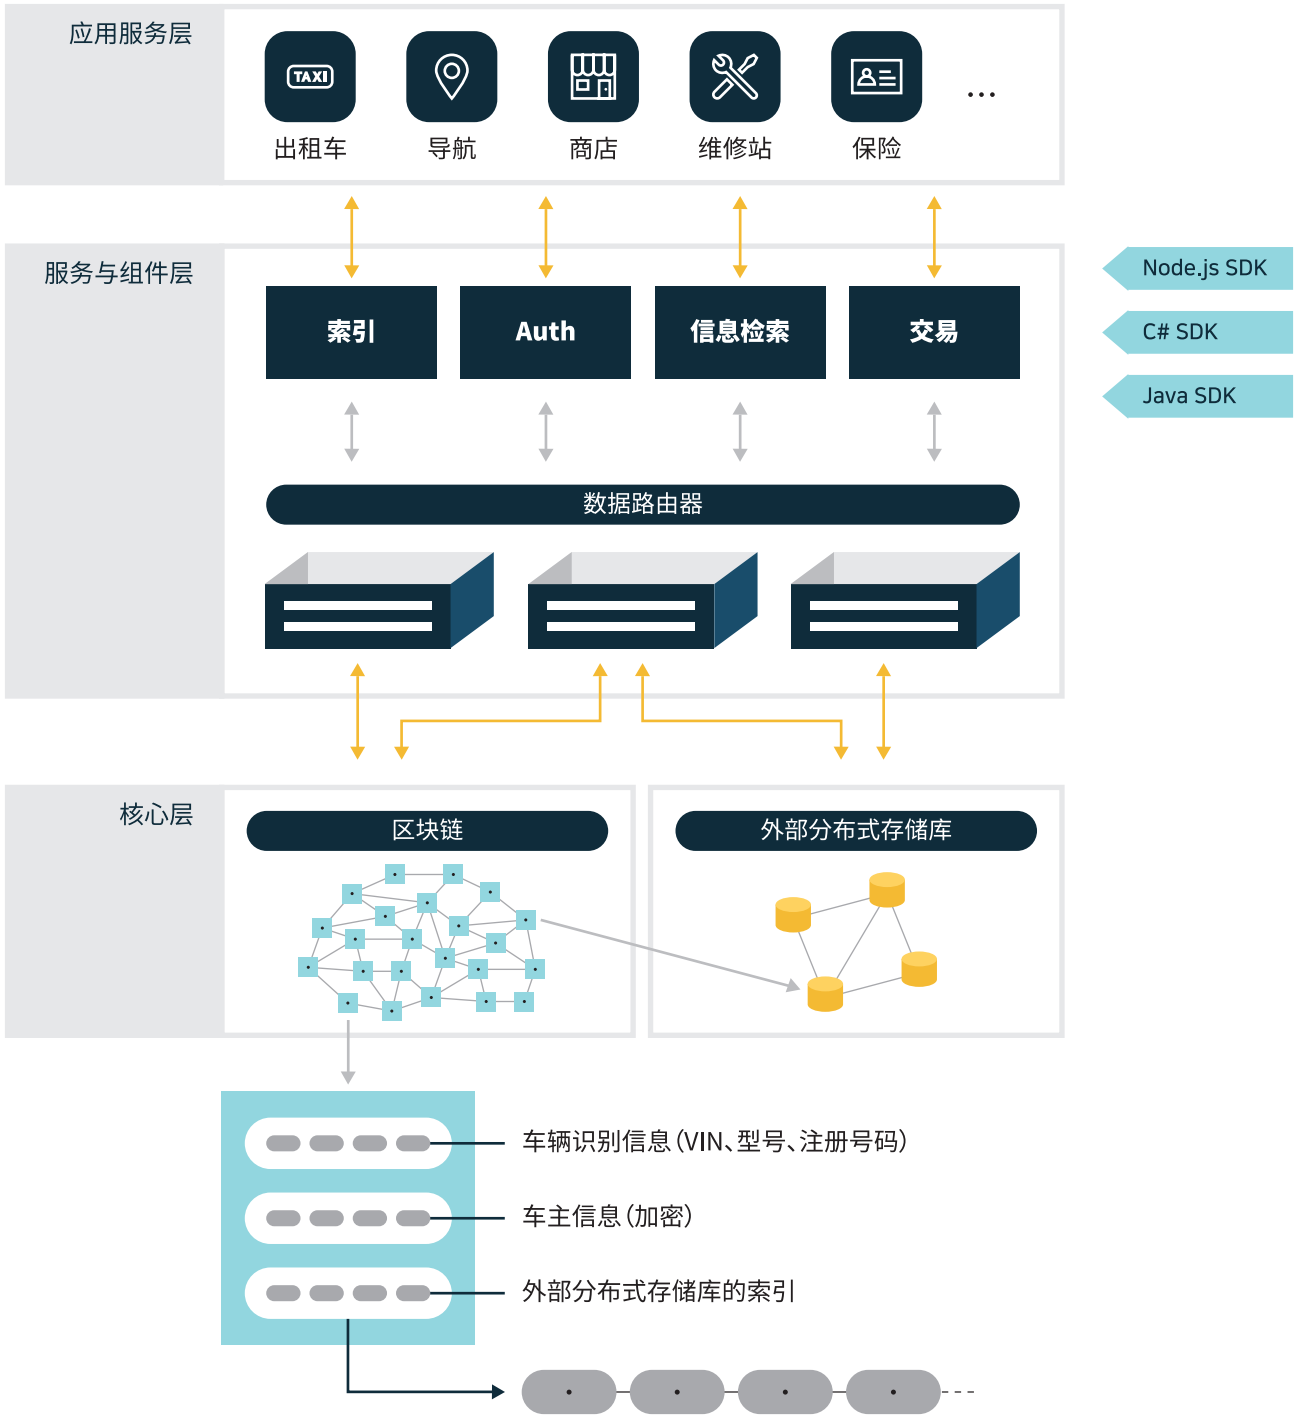 应用服务层
TAXI
出租车
导航
商店
维修站
保险
...
服务与组件层
索引
Auth
信息检索
交易
Node.js SDK
C# SDK
Java SDK
数据路由器
核心层
区块链
外部分布式存储库
车辆识别信息(VIN、型号、注册号码)
车主信息(加密)
外部分布式存储库的索引